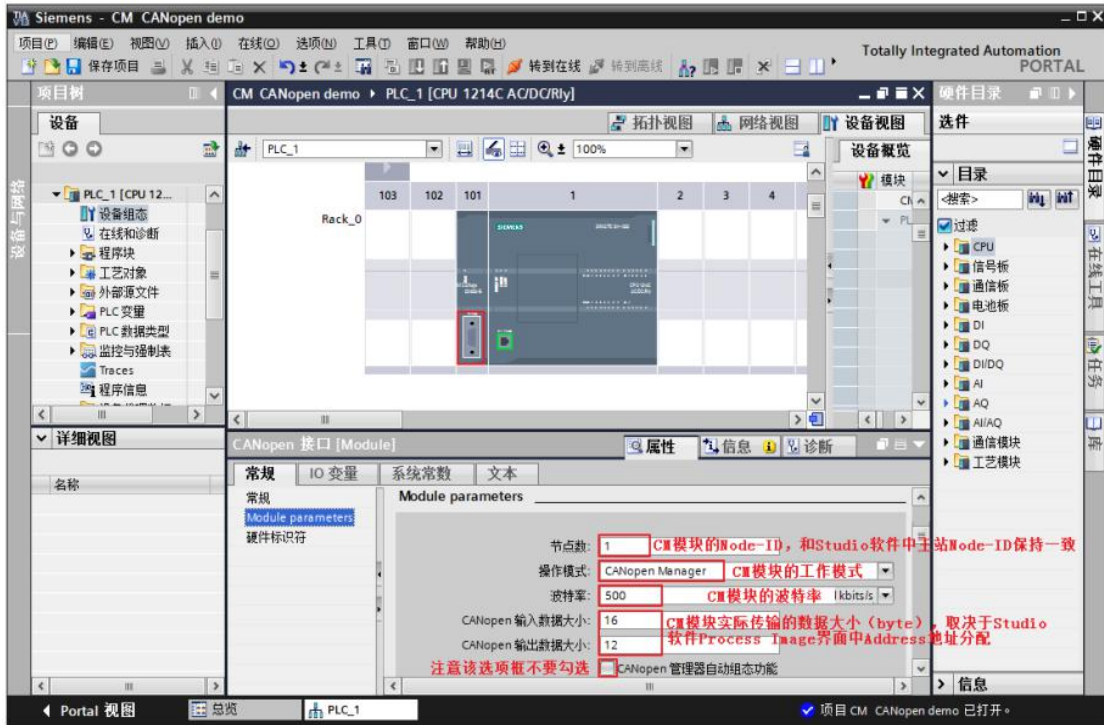 Siemens - CM CANopen demo
项目(P) 编辑(E) 视图(V) 插入(I) 在线(O) 选项(N) 工具(T) 窗口(W) 帮助(H)
Totally Integrated Automation
PORTAL
保存项目 转到在线 转到离线
项目树
CM CANopen demo PLC_1 [CPU 1214C AC/DC/Rly]
硬件目录
设备
拓扑视图 网络视图 设备视图
选件
PLC_1 100%
设备概览
目录
模块
<搜索>
过滤
设备与网络
PLC_1 [CPU 12...
设备组态
在线和诊断
程序块
工艺对象
外部源文件
PLC 变量
PLC 数据类型
监控与强制表
Traces
程序信息
103 102 101 1 2 3 4
Rack_0
SIEMENS
CPU
信号板
通信板
电池板
DI
DQ
DI/DQ
AI
AQ
AI/AQ
通信模块
工艺模块
硬件目录
在线工具
任务
库
详细视图
名称
CANopen 接口 [Module]
属性 信息 诊断
常规 IO 变量 系统常数 文本
常规
Module parameters
硬件标识符
Module parameters
节点数: 1 CM模块的Node-ID, 和Studio软件中主站Node-ID保持一致
操作模式: CANopen Manager CM模块的工作模式
波特率: 500 CM模块的波特率 kbits/s
CANopen 输入数据大小: 16 CM模块实际传输的数据大小（byte）, 取决于Studio
软件Process Image界面中Address地址分配
CANopen 输出数据大小: 12
注意该选项框不要勾选 CANopen 管理器自动组态功能
信息
Portal 视图 总览 PLC_1
项目 CM CANopen demo 已打开。